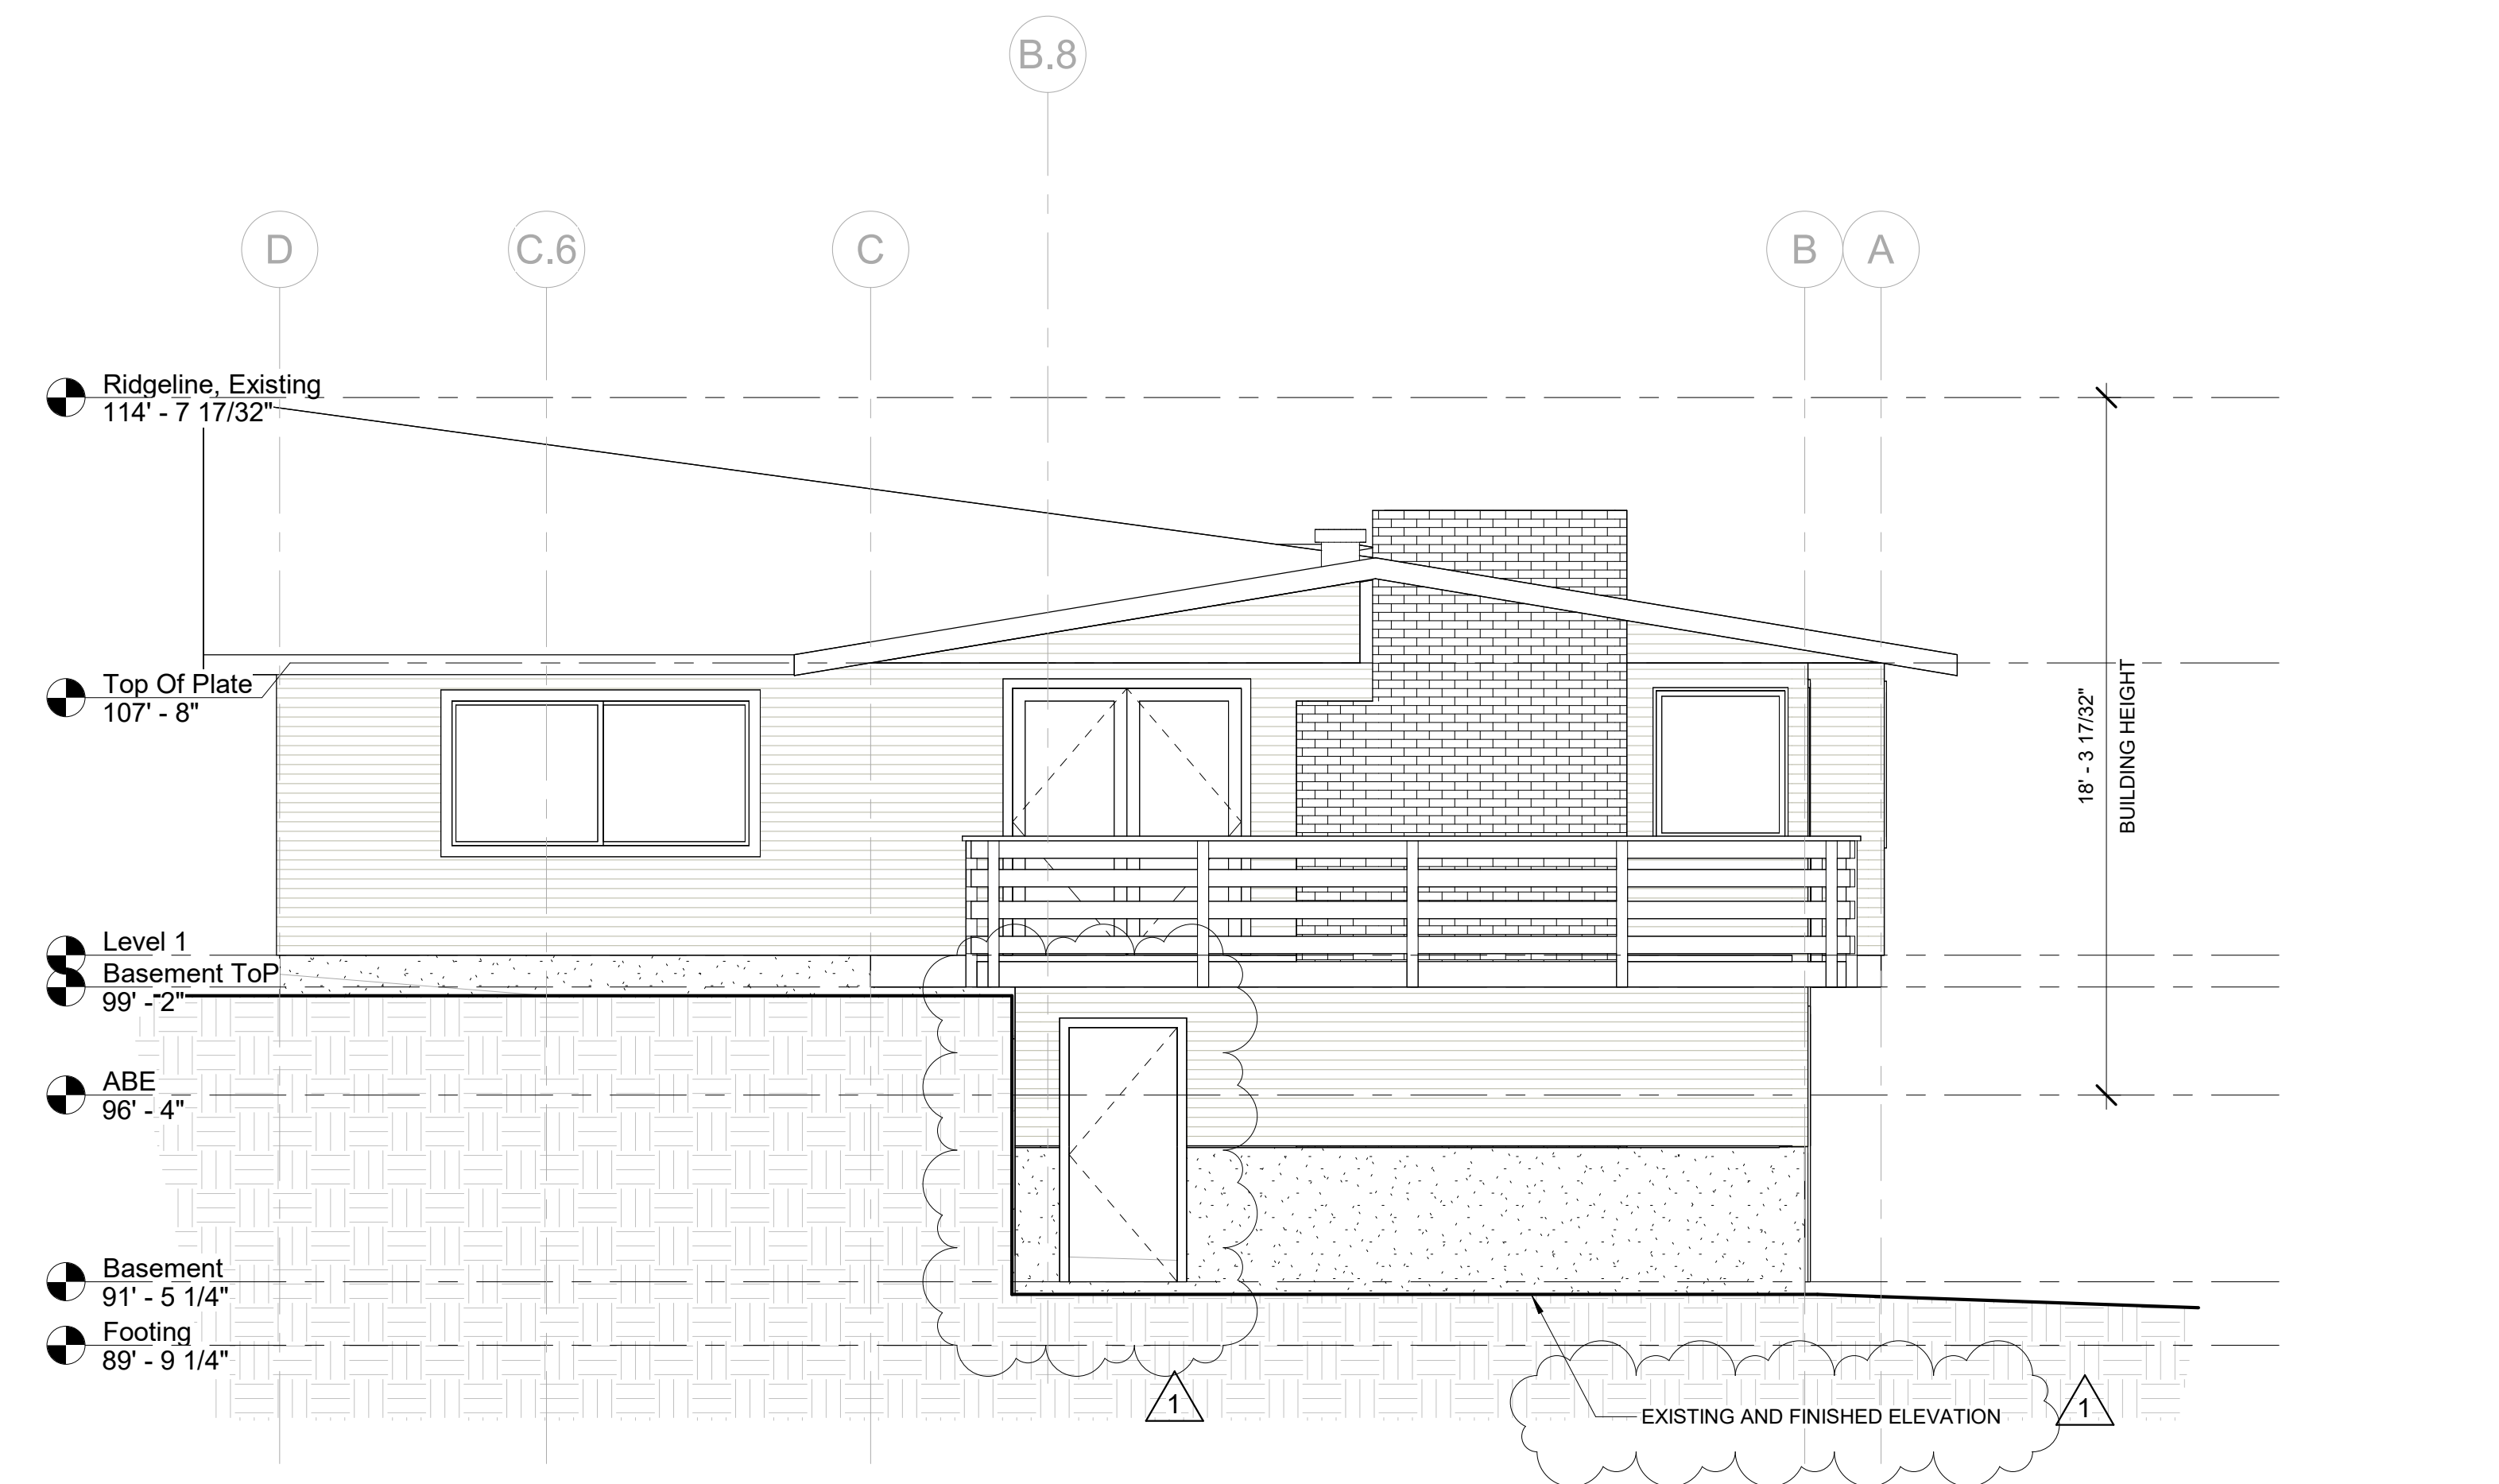 B.8
D
C.6
C
B
A
Ridgeline, Existing
114' - 7 17/32"
Top Of Plate
107' - 8"
18' - 3 17/32"
BUILDING HEIGHT
Level 1
Basement ToP
99' - 2"
ABE
96' - 4"
Basement
91' - 5 1/4"
Footing
89' - 9 1/4"
1
EXISTING AND FINISHED ELEVATION
1